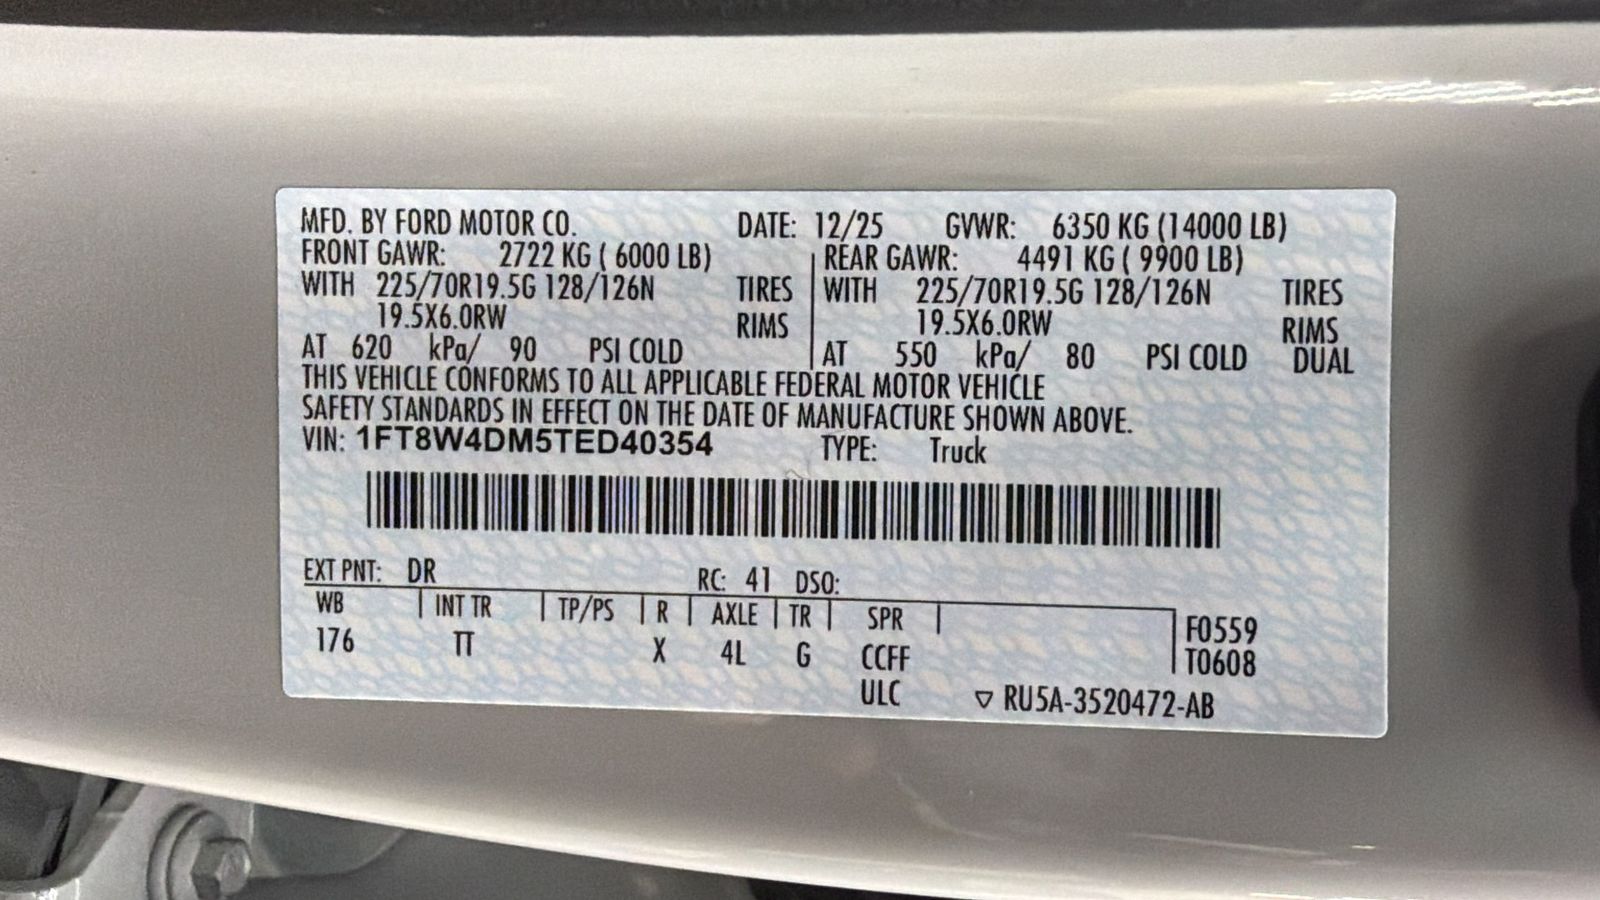 MFD. BY FORD MOTOR CO. DATE: 12/25 GVWR: 6350 KG (14000 LB)
FRONT GAWR: 2722 KG ( 6000 LB) REAR GAWR: 4491 KG ( 9900 LB)
WITH 225/70R19.5G 128/126N TIRES WITH 225/70R19.5G 128/126N TIRES
19.5X6.0RW RIMS 19.5X6.0RW RIMS
AT 620 kPa/ 90 PSI COLD AT 550 kPa/ 80 PSI COLD DUAL
THIS VEHICLE CONFORMS TO ALL APPLICABLE FEDERAL MOTOR VEHICLE
SAFETY STANDARDS IN EFFECT ON THE DATE OF MANUFACTURE SHOWN ABOVE.
VIN: 1FT8W4DM5TED40354 TYPE: Truck
EXT PNT: DR RC: 41 DSO:
WB INT TR TP/PS R AXLE TR SPR F0559
176 TT X 4L G CCFF T0608
ULC ▽ RU5A-3520472-AB